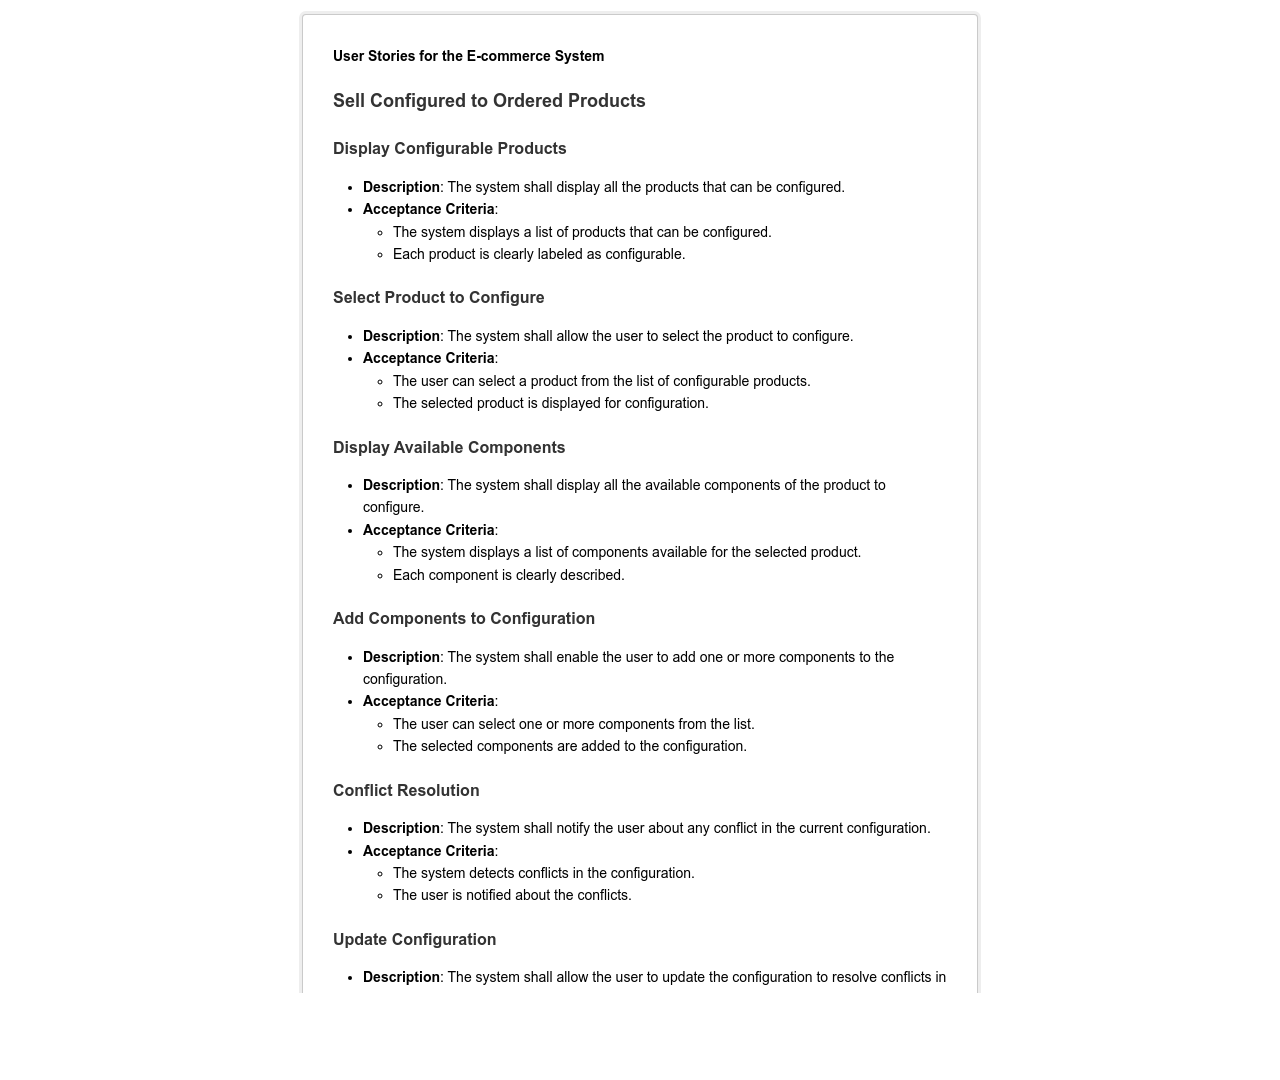 User Stories for the E-commerce System
Sell Configured to Ordered Products
Display Configurable Products
• Description: The system shall display all the products that can be configured.
• Acceptance Criteria:
◦ The system displays a list of products that can be configured.
◦ Each product is clearly labeled as configurable.
Select Product to Configure
• Description: The system shall allow the user to select the product to configure.
• Acceptance Criteria:
◦ The user can select a product from the list of configurable products.
◦ The selected product is displayed for configuration.
Display Available Components
• Description: The system shall display all the available components of the product to
configure.
• Acceptance Criteria:
◦ The system displays a list of components available for the selected product.
◦ Each component is clearly described.
Add Components to Configuration
• Description: The system shall enable the user to add one or more components to the
configuration.
• Acceptance Criteria:
◦ The user can select one or more components from the list.
◦ The selected components are added to the configuration.
Conflict Resolution
• Description: The system shall notify the user about any conflict in the current configuration.
• Acceptance Criteria:
◦ The system detects conflicts in the configuration.
◦ The user is notified about the conflicts.
Update Configuration
• Description: The system shall allow the user to update the configuration to resolve conflicts in